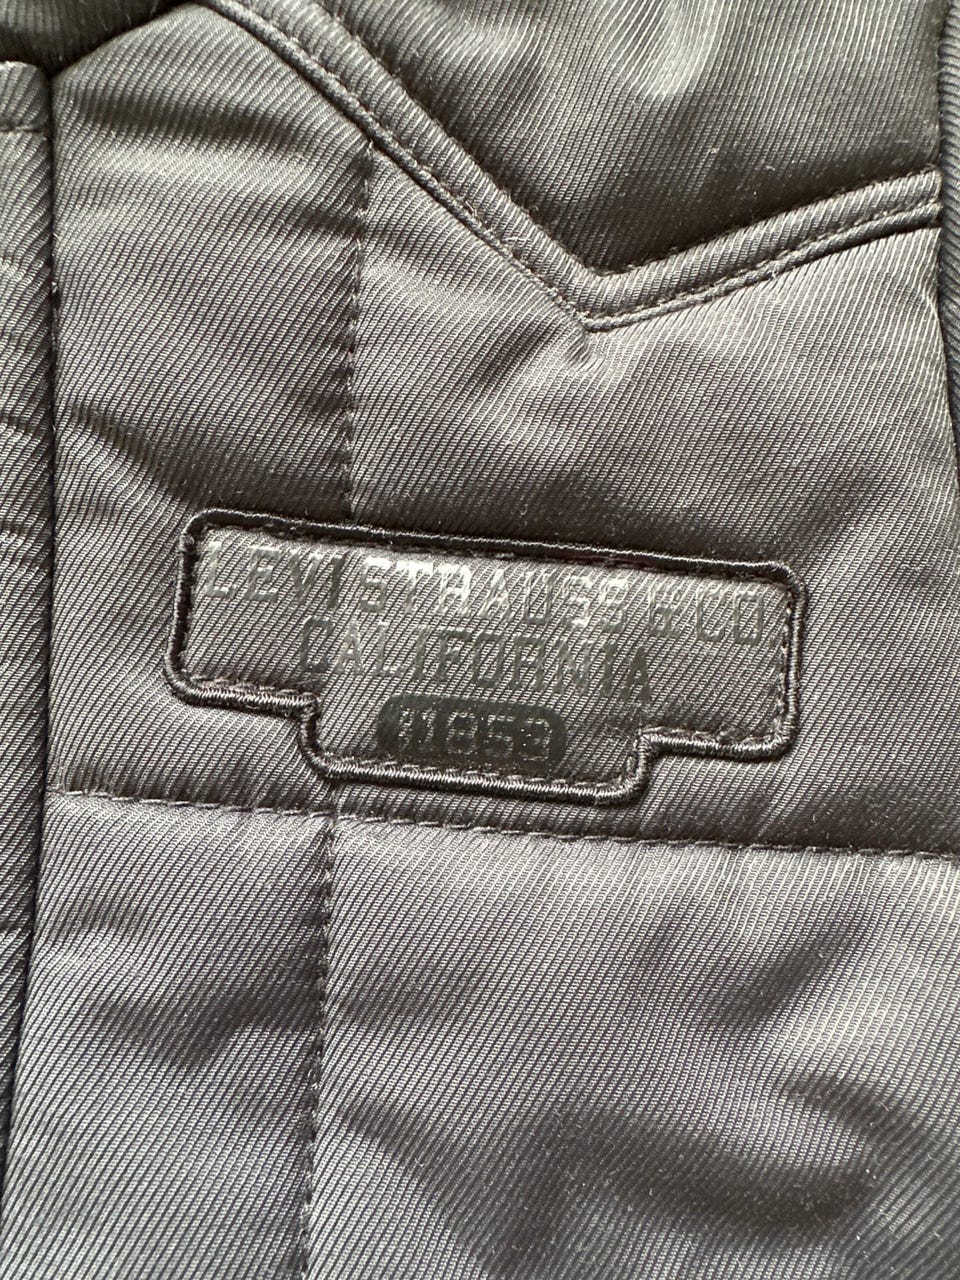 LEVI STRAUSS & CO
CALIFORNIA
1853